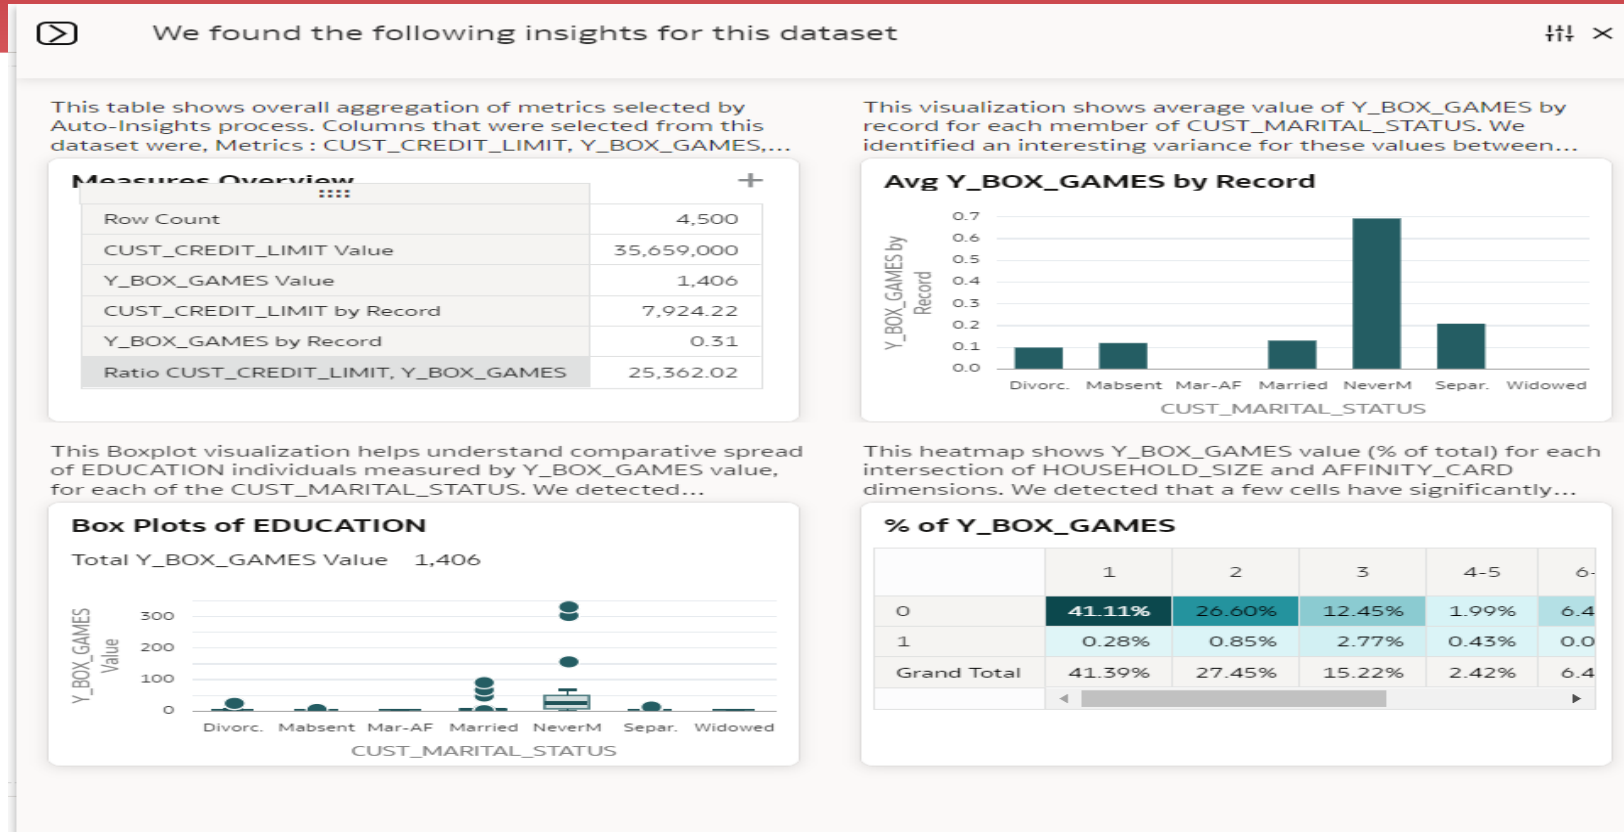 We found the following insights for this dataset
This table shows overall aggregation of metrics selected by
Auto-Insights process. Columns that were selected from this
dataset were, Metrics : CUST_CREDIT_LIMIT, Y_BOX_GAMES,...
Measures Overview
Row Count 4,500
CUST_CREDIT_LIMIT Value 35,659,000
Y_BOX_GAMES Value 1,406
CUST_CREDIT_LIMIT by Record 7,924.22
Y_BOX_GAMES by Record 0.31
Ratio CUST_CREDIT_LIMIT, Y_BOX_GAMES 25,362.02
This visualization shows average value of Y_BOX_GAMES by
record for each member of CUST_MARITAL_STATUS. We
identified an interesting variance for these values between...
Avg Y_BOX_GAMES by Record
Y_BOX_GAMES by
Record
0.7
0.6
0.5
0.4
0.3
0.2
0.1
0.0
Divorc. Mabsent Mar-AF Married NeverM Separ. Widowed
CUST_MARITAL_STATUS
This Boxplot visualization helps understand comparative spread
of EDUCATION individuals measured by Y_BOX_GAMES value,
for each of the CUST_MARITAL_STATUS. We detected...
Box Plots of EDUCATION
Total Y_BOX_GAMES Value 1,406
Y_BOX_GAMES
Value
300
200
100
0
Divorc. Mabsent Mar-AF Married NeverM Separ. Widowed
CUST_MARITAL_STATUS
This heatmap shows Y_BOX_GAMES value (% of total) for each
intersection of HOUSEHOLD_SIZE and AFFINITY_CARD
dimensions. We detected that a few cells have significantly...
% of Y_BOX_GAMES
1 2 3 4-5 6-
0 41.11% 26.60% 12.45% 1.99% 6.4
1 0.28% 0.85% 2.77% 0.43% 0.0
Grand Total 41.39% 27.45% 15.22% 2.42% 6.4